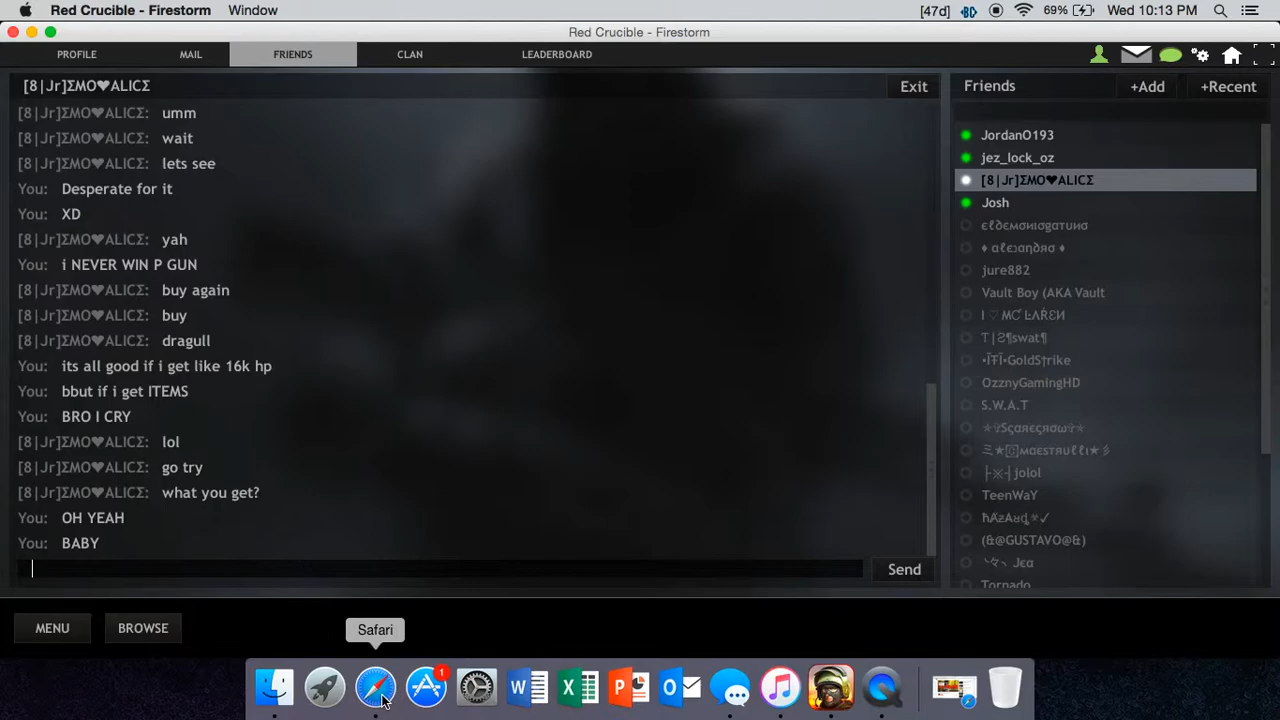 Red Crucible - Firestorm Window [47d] 69% Wed 10:13 PM
Red Crucible - Firestorm
PROFILE MAIL FRIENDS CLAN LEADERBOARD
[8|Jr]ΣMO♥ALICΣ Exit
[8|Jr]ΣMO♥ALICΣ: umm
[8|Jr]ΣMO♥ALICΣ: wait
[8|Jr]ΣMO♥ALICΣ: lets see
You: Desperate for it
You: XD
[8|Jr]ΣMO♥ALICΣ: yah
You: i NEVER WIN P GUN
[8|Jr]ΣMO♥ALICΣ: buy again
[8|Jr]ΣMO♥ALICΣ: buy
[8|Jr]ΣMO♥ALICΣ: dragull
You: its all good if i get like 16k hp
You: bbut if i get ITEMS
You: BRO I CRY
[8|Jr]ΣMO♥ALICΣ: lol
[8|Jr]ΣMO♥ALICΣ: go try
[8|Jr]ΣMO♥ALICΣ: what you get?
You: OH YEAH
You: BABY
Send
Friends +Add +Recent
JordanO193
jez_lock_oz
[8|Jr]ΣMO♥ALICΣ
Josh
jure882
Vault Boy (AKA Vault
OzznyGamingHD
S.W.A.T
├※┤jolol
TeenWaY
(&@GUSTAVO@&)
Tornado
MENU BROWSE
Safari
1